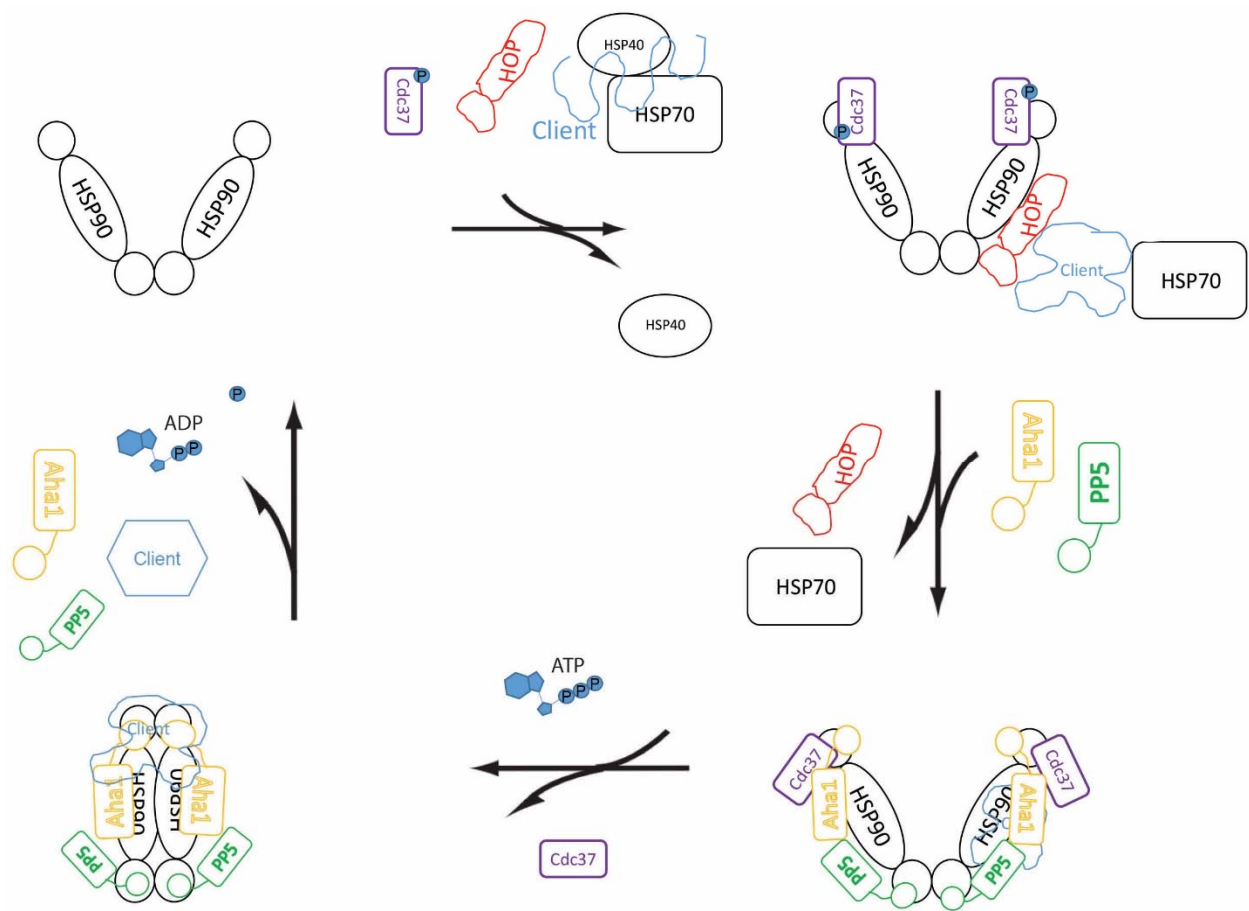 HSP40
P
Cdc37
HOP
Client
HSP70
HSP90
HSP90
P
Cdc37
P
Cdc37
HSP90
HSP90
HOP
Client
HSP70
HSP40
P
ADP
P P
Aha1
Client
PP5
HOP
HSP70
Aha1
PP5
ATP
P P P
Cdc37
Client
Aha1
HSP90
HSP90
Aha1
PP5
PP5
Cdc37
Aha1
HSP90
PP5
HSP90
Aha1
Cdc37
PP5